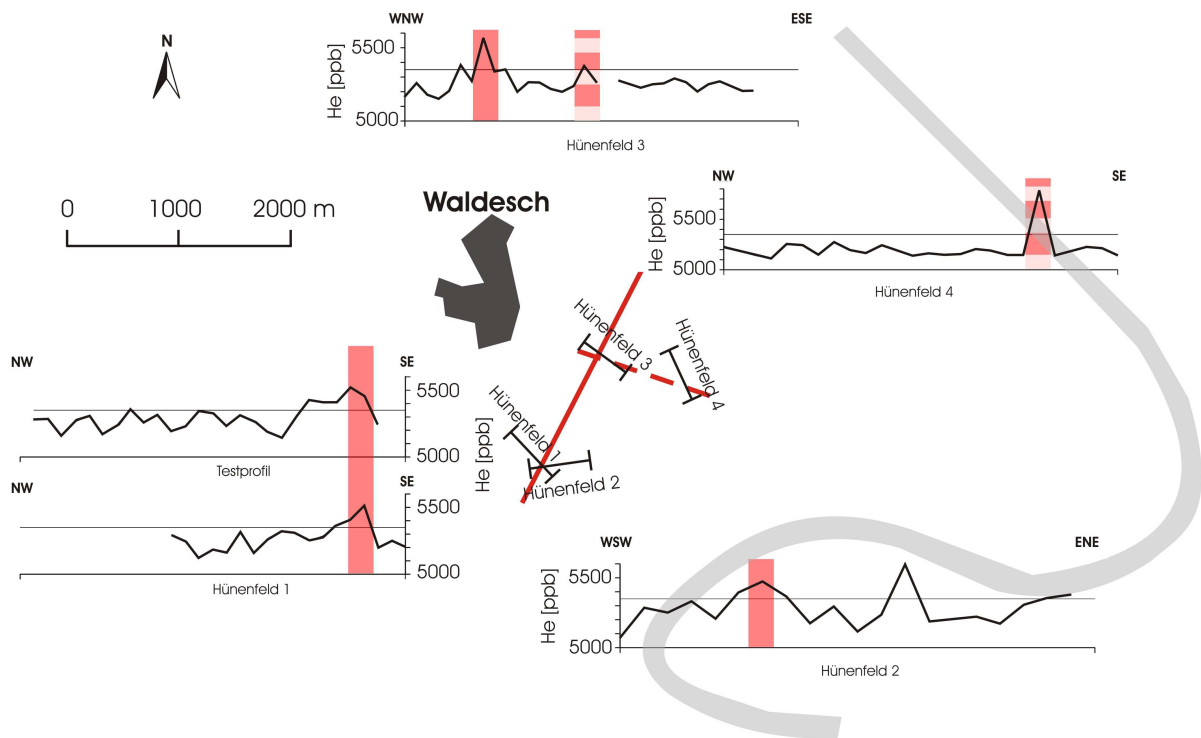 WNW
ESE
N
He [ppb]
5500
5000
Hünenfeld 3
0 1000 2000 m
Waldesch
NW
SE
He [ppb]
5500
5000
Hünenfeld 4
Hünenfeld 3
Hünenfeld 4
Hünenfeld 1
Hünenfeld 2
NW
SE
5500
5000
Testprofil
He [ppb]
NW
SE
5500
5000
Hünenfeld 1
WSW
ENE
He [ppb]
5500
5000
Hünenfeld 2